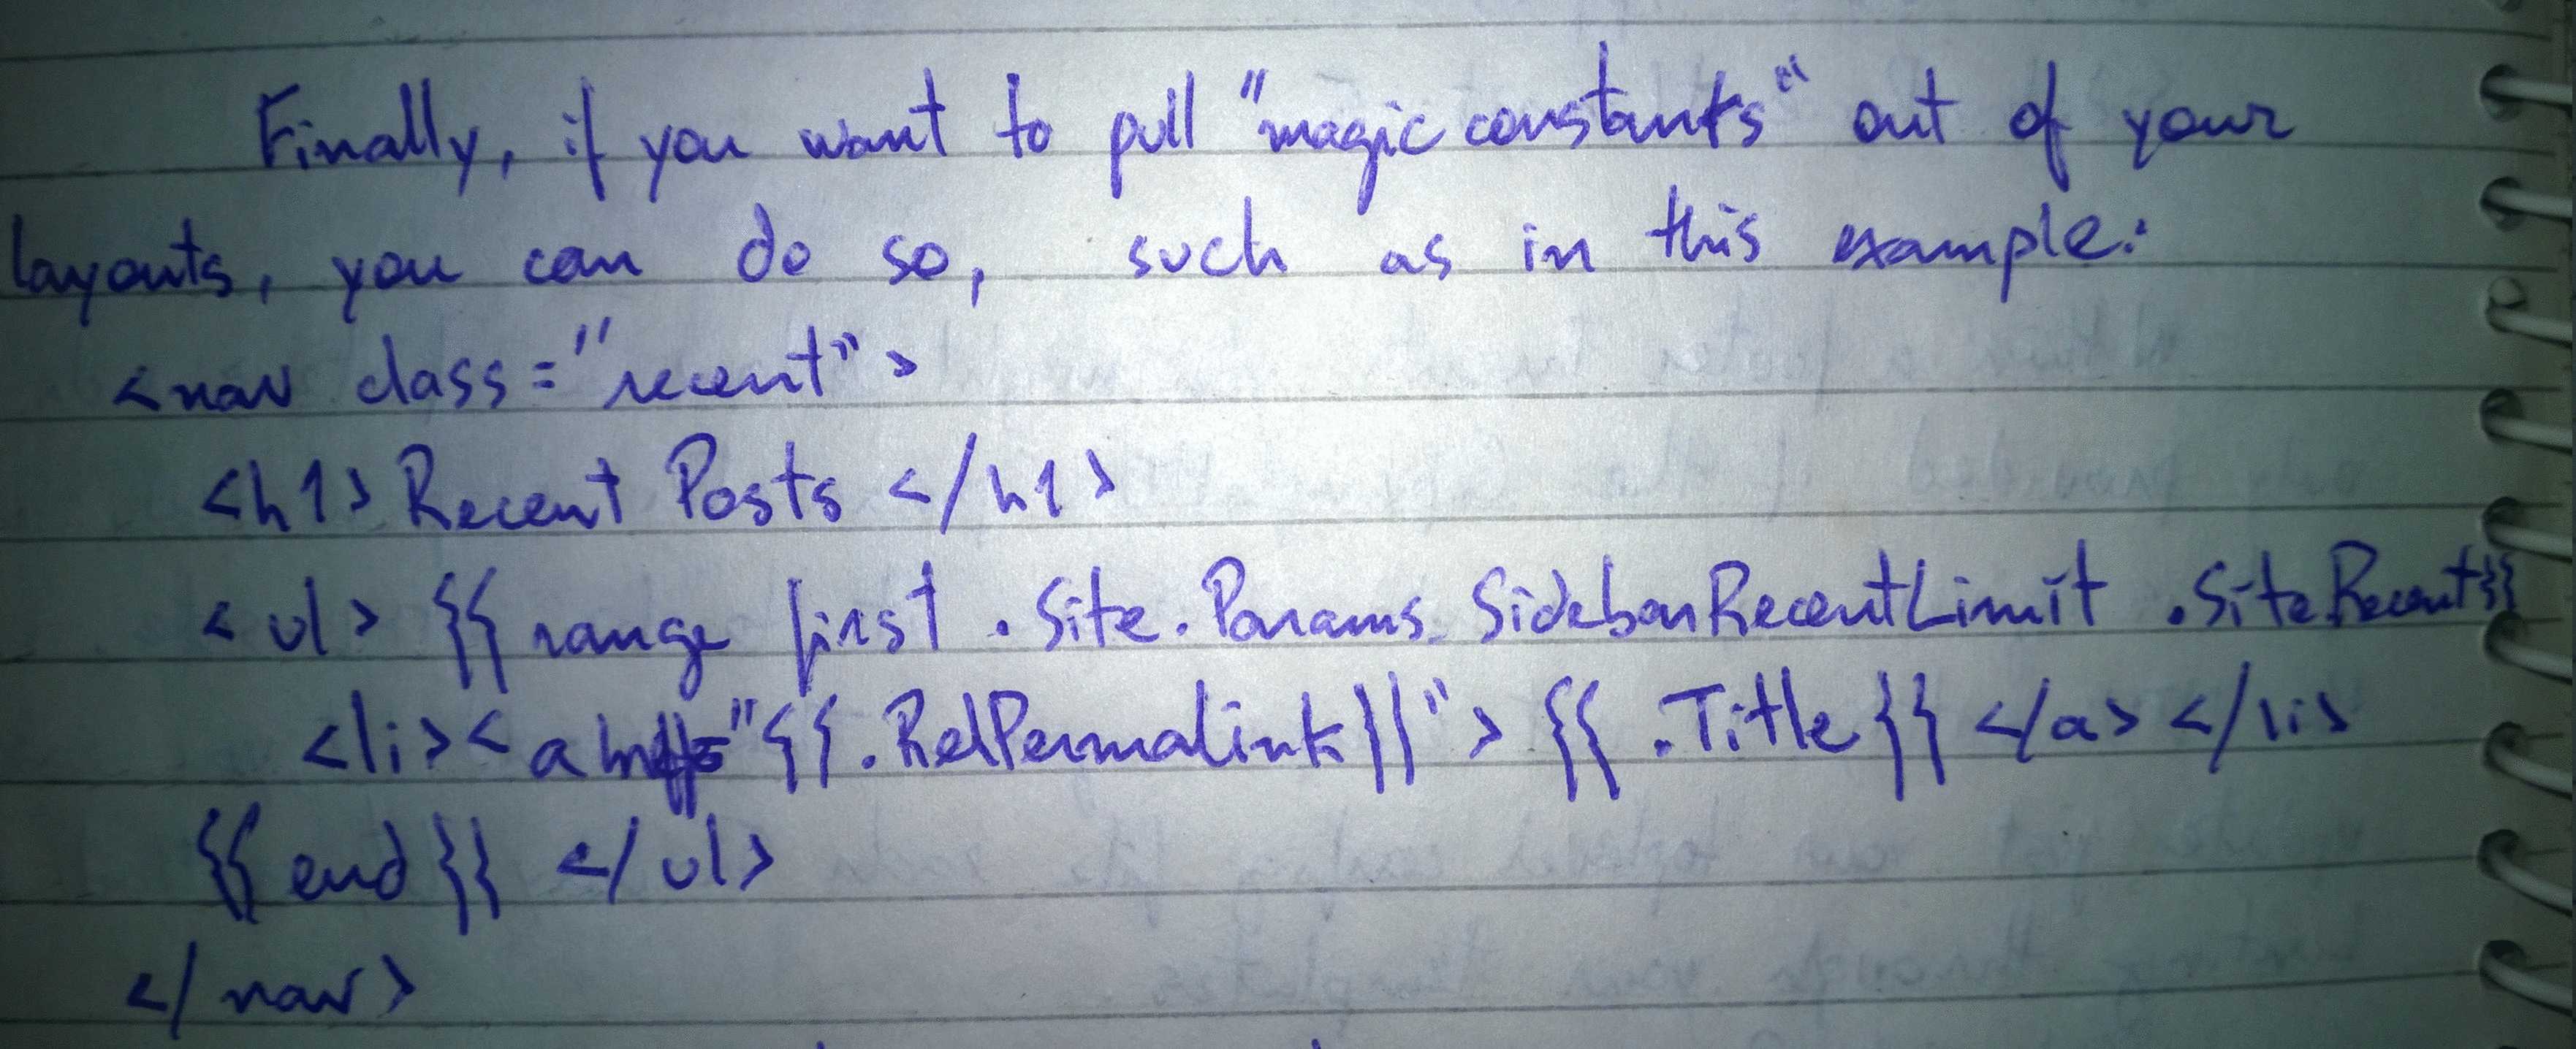 Finally, if you want to pull "magic constants" out of your
layouts, you can do so, such as in this example:
<nav class="recent">
<h1> Recent Posts </h1>
<ul> {{ range first .Site.Params.SidebarRecentLimit .Site.Recent}}
<li><a href="{{.RelPermalink}}"> {{ .Title}} </a> </li>
{{ end }} </ul>
</nav>